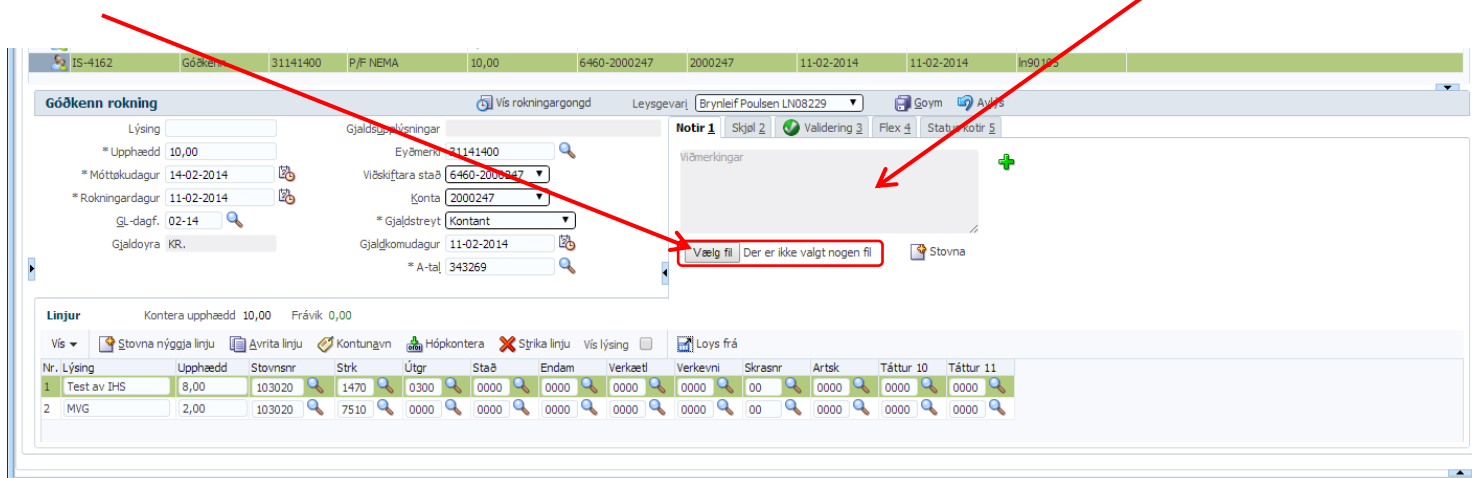 IS-4162 Góðkenn 31141400 P/F NEMA 10,00 6460-2000247 2000247 11-02-2014 11-02-2014 ln90105
Góðkenn rokning Vís rokningargongd Leysgevari Brynleif Poulsen LN08229 Goym Avlýs
Lýsing Gjaldsupplýsningar Notir 1 Skjøl 2 Validering 3 Flex 4 Status kotir 5
* Upphædd 10,00 Eyðmerki 31141400 Viðmerkingar
* Móttøkudagur 14-02-2014 Viðskiftara stað 6460-2000247
* Rokningardagur 11-02-2014 Konta 2000247
GL-dagf. 02-14 * Gjaldstreyt Kontant
Gjaldoyra KR. Gjaldkomudagur 11-02-2014 Vælg fil Der er ikke valgt nogen fil Stovna
* A-tal 343269
Linjur Kontera upphædd 10,00 Frávik 0,00
Vís Stovna nýggja linju Avrita linju Kontunavn Hópkontera Strika linju Vís lýsing Loys frá
Nr. Lýsing Upphædd Stovnsnr Strk Útgr Stað Endam Verkætl Verkevni Skrasnr Artsk Táttur 10 Táttur 11
1 Test av IHS 8,00 103020 1470 0300 0000 0000 0000 0000 00 0000 0000 0000
2 MVG 2,00 103020 7510 0000 0000 0000 0000 0000 00 0000 0000 0000